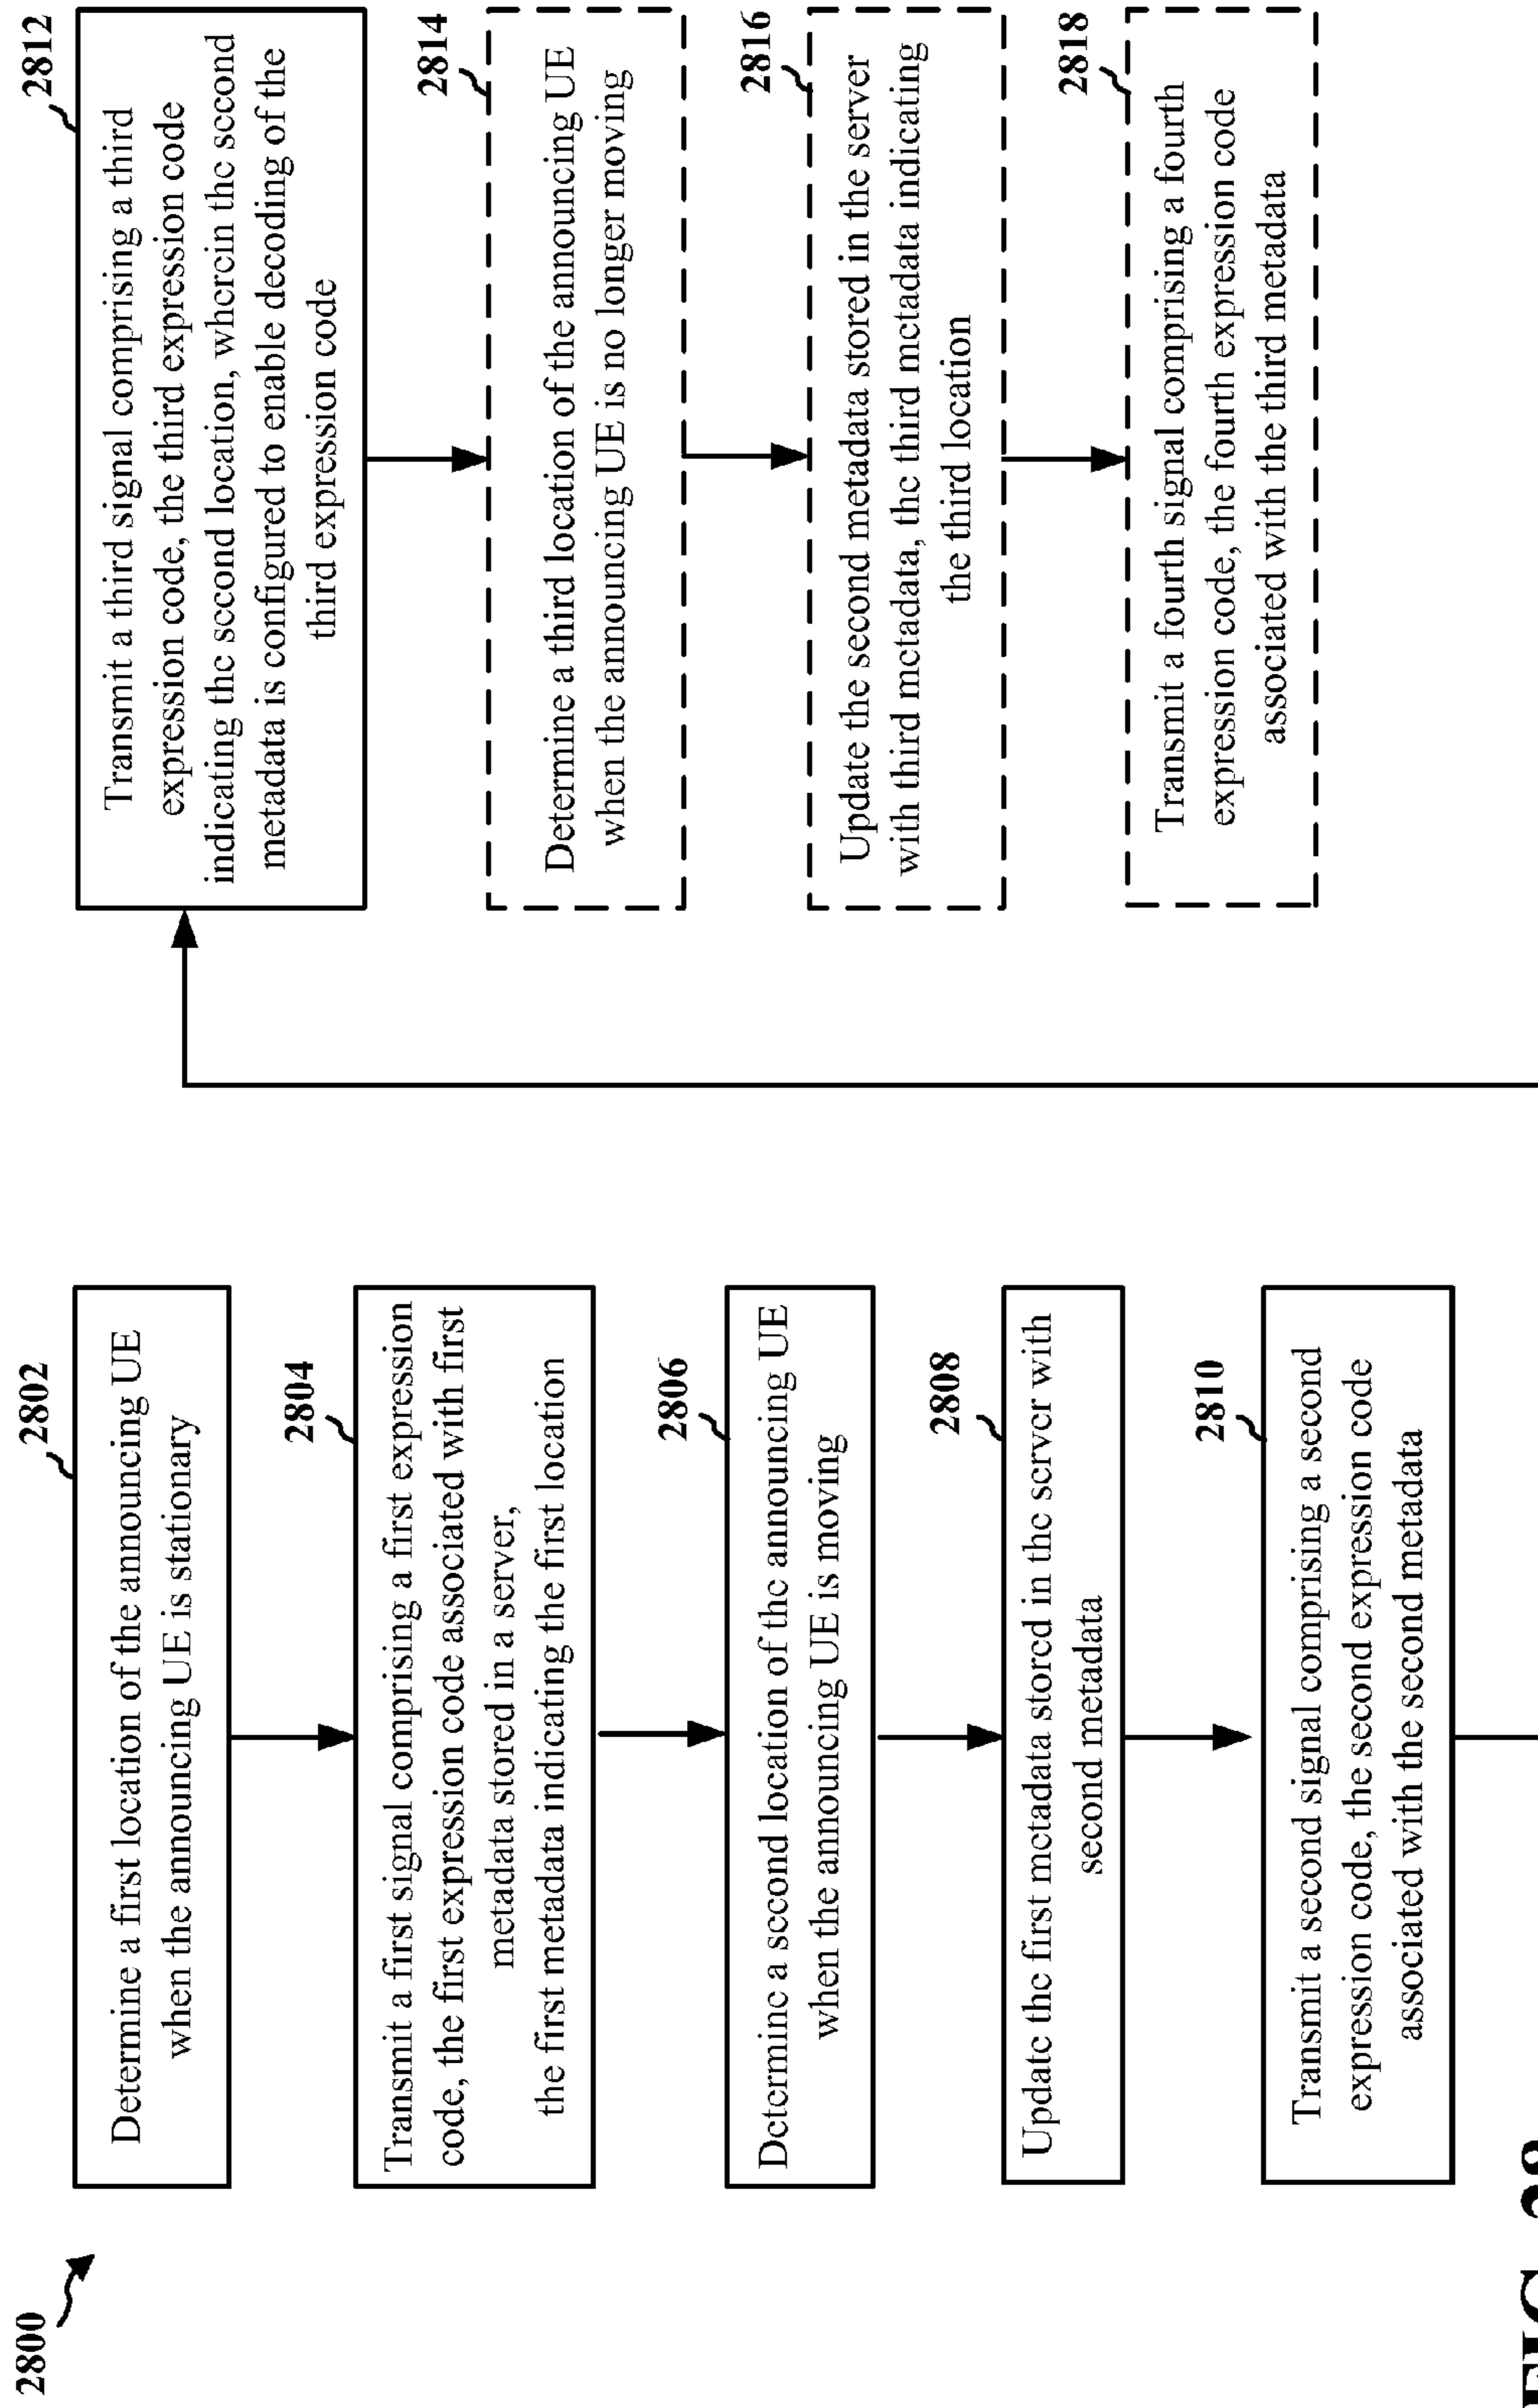 2800
2802
Determine a first location of the announcing UE
when the announcing UE is stationary
2804
Transmit a first signal comprising a first expression
code, the first expression code associated with first
metadata stored in a server,
the first metadata indicating the first location
2806
Determine a second location of the announcing UE
when the announcing UE is moving
2808
Update the first metadata stored in the server with
second metadata
2810
Transmit a second signal comprising a second
expression code, the second expression code
associated with the second metadata
2812
Transmit a third signal comprising a third
expression code, the third expression code
indicating the second location, wherein the second
metadata is configured to enable decoding of the
third expression code
2814
Determine a third location of the announcing UE
when the announcing UE is no longer moving
2816
Update the second metadata stored in the server
with third metadata, the third metadata indicating
the third location
2818
Transmit a fourth signal comprising a fourth
expression code, the fourth expression code
associated with the third metadata
FIG. 28